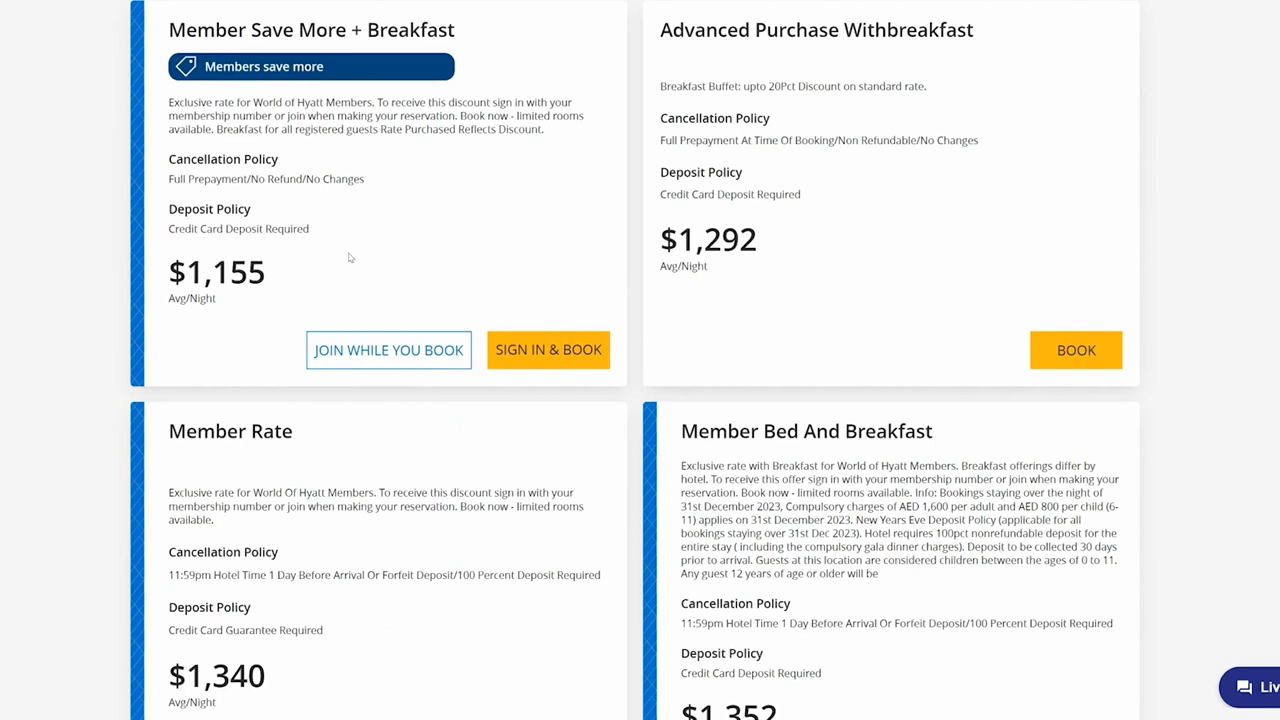 Member Save More + Breakfast
Members save more
Exclusive rate for World of Hyatt Members. To receive this discount sign in with your
membership number or join when making your reservation. Book now - limited rooms
available. Breakfast for all registered guests Rate Purchased Reflects Discount.
Cancellation Policy
Full Prepayment/No Refund/No Changes
Deposit Policy
Credit Card Deposit Required
$1,155
Avg/Night
JOIN WHILE YOU BOOK
SIGN IN & BOOK
Advanced Purchase Withbreakfast
Breakfast Buffet: upto 20Pct Discount on standard rate.
Cancellation Policy
Full Prepayment At Time Of Booking/Non Refundable/No Changes
Deposit Policy
Credit Card Deposit Required
$1,292
Avg/Night
BOOK
Member Rate
Exclusive rate for World Of Hyatt Members. To receive this discount sign in with your
membership number or join when making your reservation. Book now - limited rooms
available.
Cancellation Policy
11:59pm Hotel Time 1 Day Before Arrival Or Forfeit Deposit/100 Percent Deposit Required
Deposit Policy
Credit Card Guarantee Required
$1,340
Avg/Night
Member Bed And Breakfast
Exclusive rate with Breakfast for World of Hyatt Members. Breakfast offerings differ by
hotel. To receive this offer sign in with your membership number or join when making your
reservation. Book now - limited rooms available. Info: Bookings staying over the night of
31st December 2023, Compulsory charges of AED 1,600 per adult and AED 800 per child (6-
11) applies on 31st December 2023. New Years Eve Deposit Policy (applicable for all
bookings staying over 31st Dec 2023). Hotel requires 100pct nonrefundable deposit for the
entire stay ( including the compulsory gala dinner charges). Deposit to be collected 30 days
prior to arrival. Guests at this location are considered children between the ages of 0 to 11.
Any guest 12 years of age or older will be
Cancellation Policy
11:59pm Hotel Time 1 Day Before Arrival Or Forfeit Deposit/100 Percent Deposit Required
Deposit Policy
Credit Card Deposit Required
$1,352
Liv